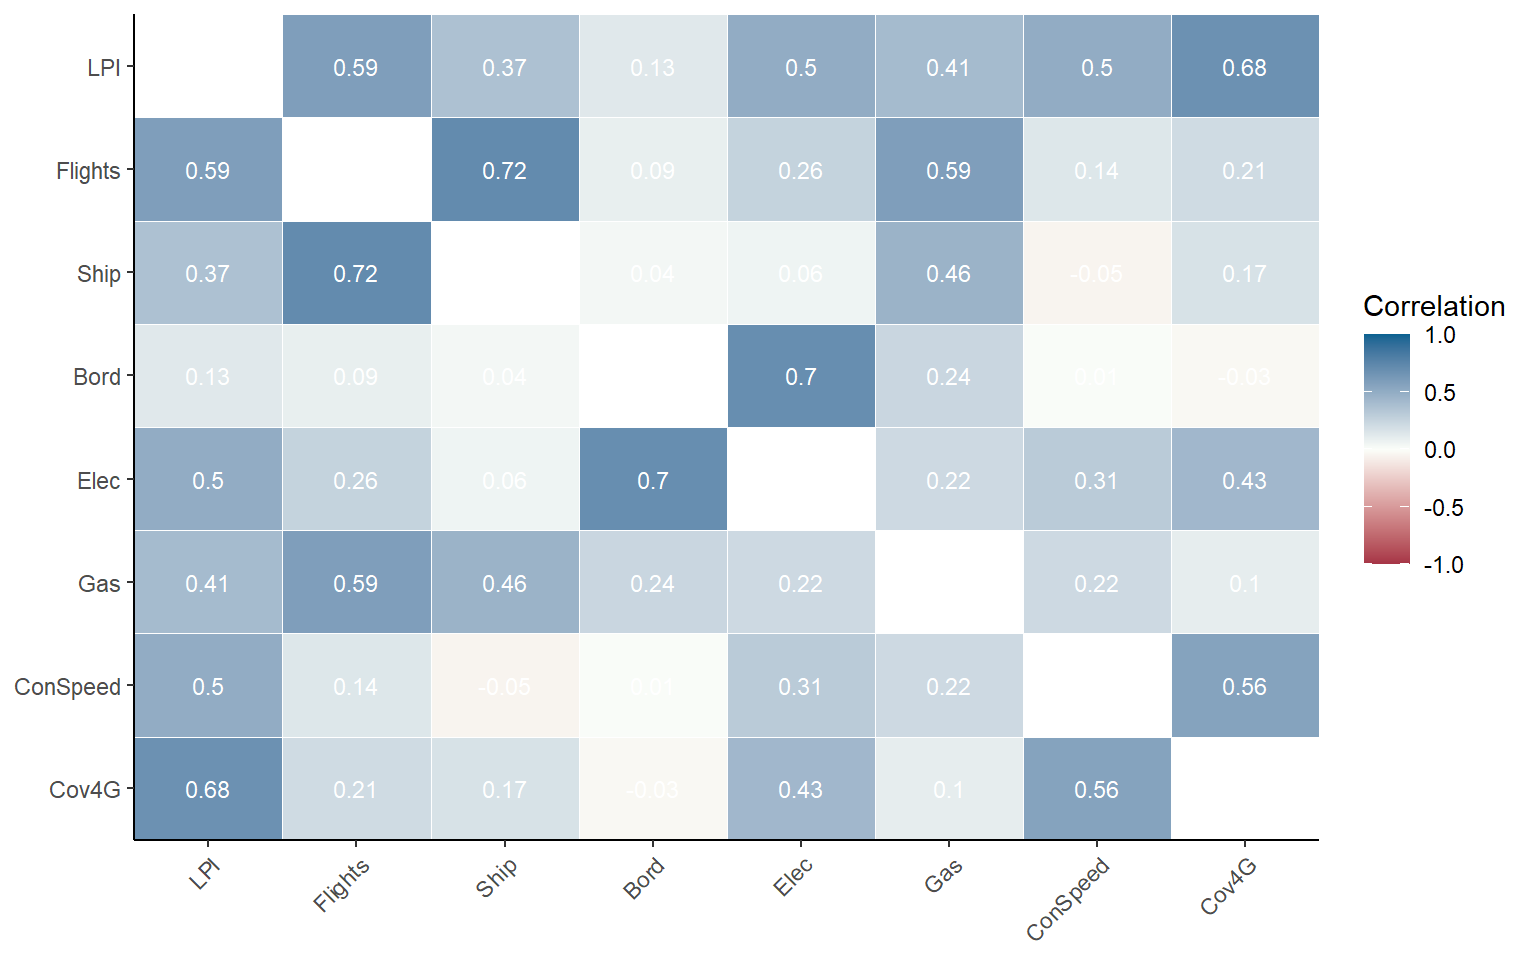 LPI 0.59 0.37 0.13 0.5 0.41 0.5 0.68
Flights 0.59 0.72 0.09 0.26 0.59 0.14 0.21
Ship 0.37 0.72 0.04 0.06 0.46 -0.05 0.17
Bord 0.13 0.09 0.04 0.7 0.24 0.01 -0.03
Elec 0.5 0.26 0.06 0.7 0.22 0.31 0.43
Gas 0.41 0.59 0.46 0.24 0.22 0.22 0.1
ConSpeed 0.5 0.14 -0.05 0.01 0.31 0.22 0.56
Cov4G 0.68 0.21 0.17 -0.03 0.43 0.1 0.56
LPI Flights Ship Bord Elec Gas ConSpeed Cov4G
Correlation
1.0
0.5
0.0
-0.5
-1.0